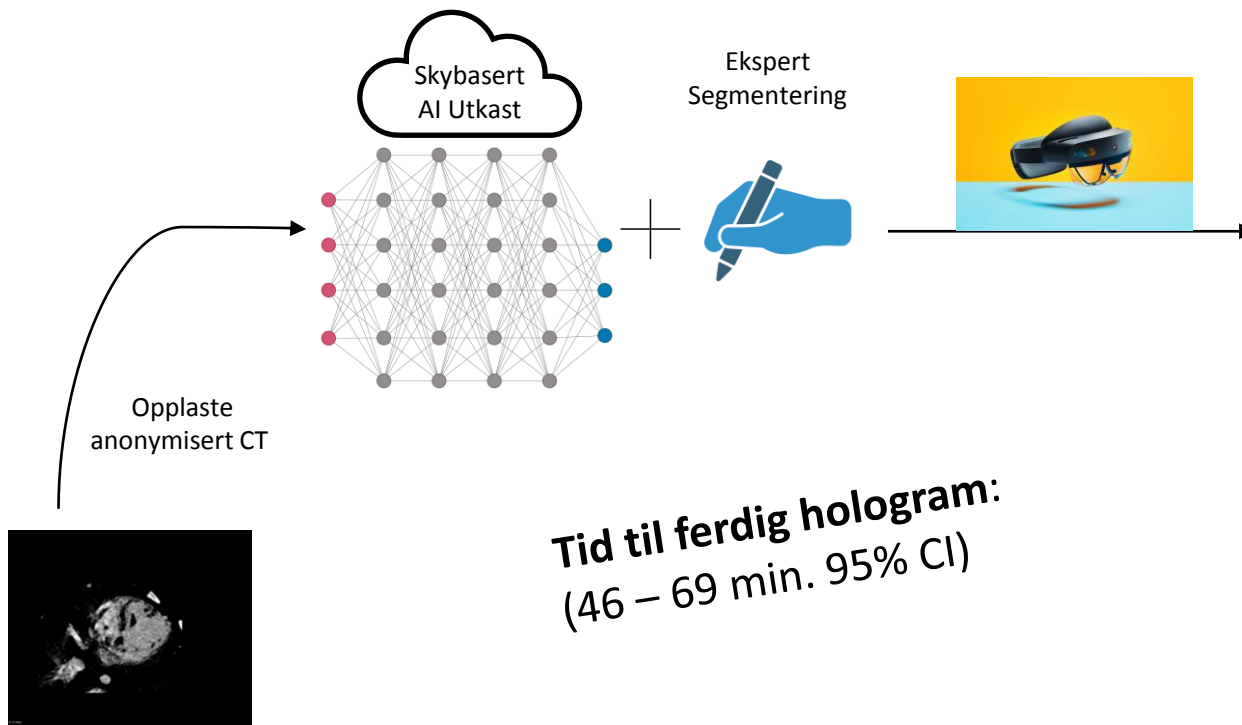 Skybasert
AI Utkast
Ekspert
Segmentering
Opplaste
anonymisert CT
Tid til ferdig hologram:
(46 – 69 min. 95% CI)